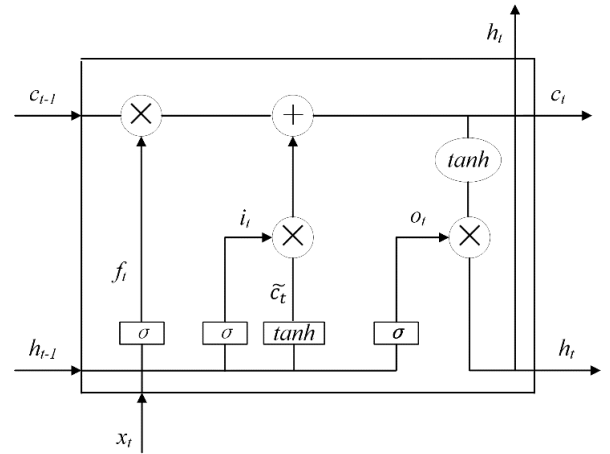 h_t
c_{t-1}
×
+
c_t
tanh
i_t
×
o_t
×
f_t
c̃_t
σ
σ
tanh
σ
h_{t-1}
h_t
x_t